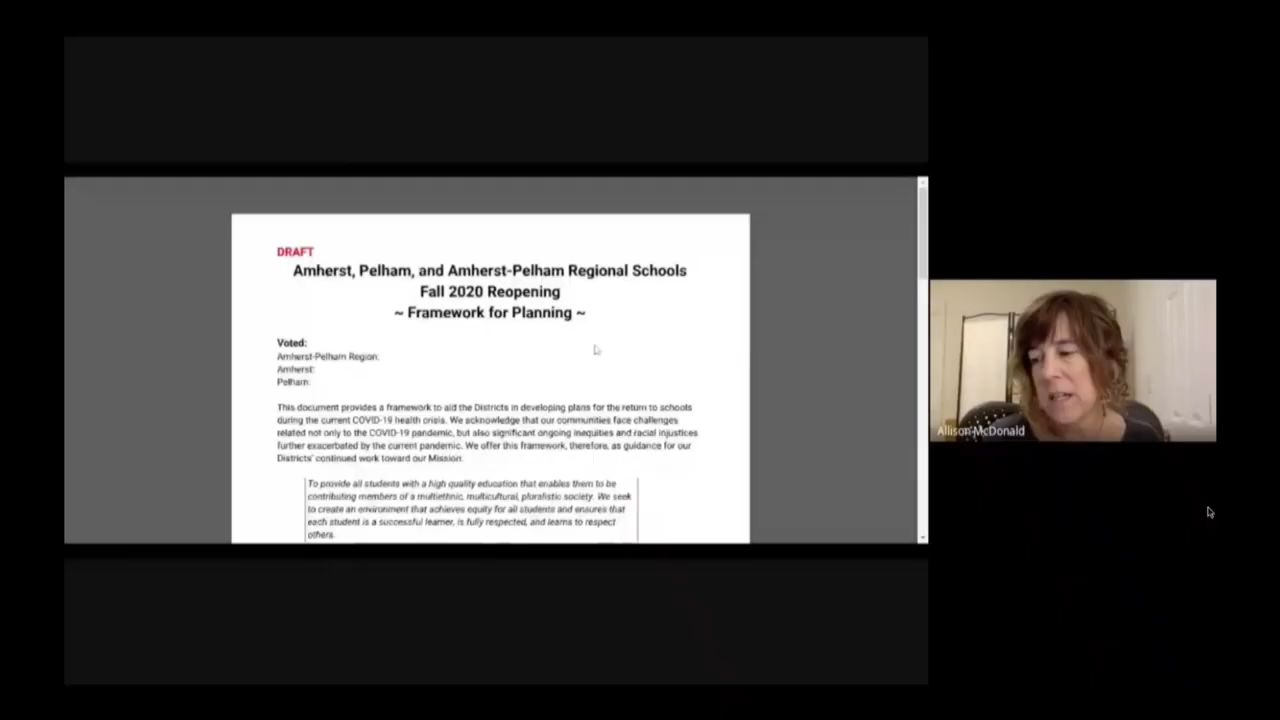 DRAFT
Amherst, Pelham, and Amherst-Pelham Regional Schools
Fall 2020 Reopening
~ Framework for Planning ~
Voted:
Amherst-Pelham Region:
Amherst:
Pelham:
This document provides a framework to aid the Districts in developing plans for the return to schools
during the current COVID-19 health crisis. We acknowledge that our communities face challenges
related not only to the COVID-19 pandemic, but also significant ongoing inequities and racial injustices
further exacerbated by the current pandemic. We offer this framework, therefore, as guidance for our
Districts' continued work toward our Mission:
To provide all students with a high quality education that enables them to be
contributing members of a multiethnic, multicultural, pluralistic society. We seek
to create an environment that achieves equity for all students and ensures that
each student is a successful learner, is fully respected, and learns to respect
others.
Allison McDonald